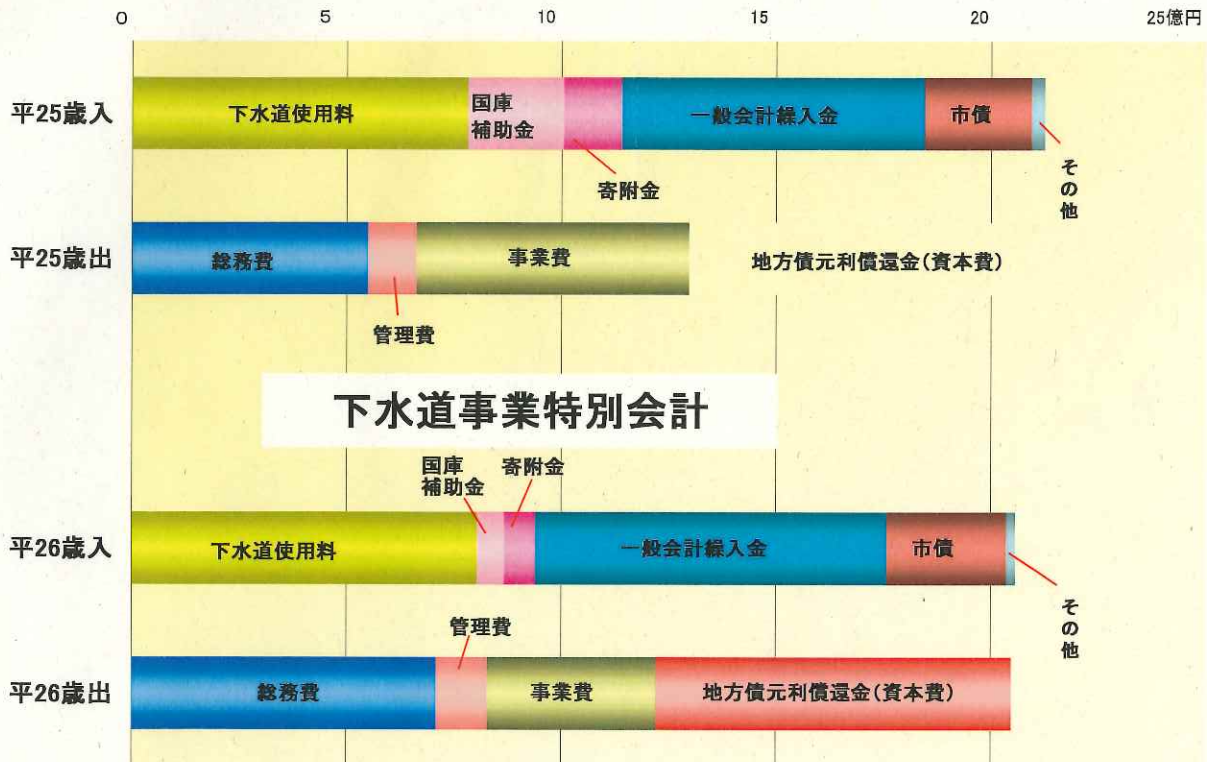 0 5 10 15 20 25億円
平25歳入
下水道使用料
国庫
補助金
寄附金
一般会計繰入金
市債
その他
平25歳出
総務費
管理費
事業費
地方債元利償還金(資本費)
下水道事業特別会計
平26歳入
下水道使用料
国庫
補助金
寄附金
一般会計繰入金
市債
その他
平26歳出
総務費
管理費
事業費
地方債元利償還金(資本費)